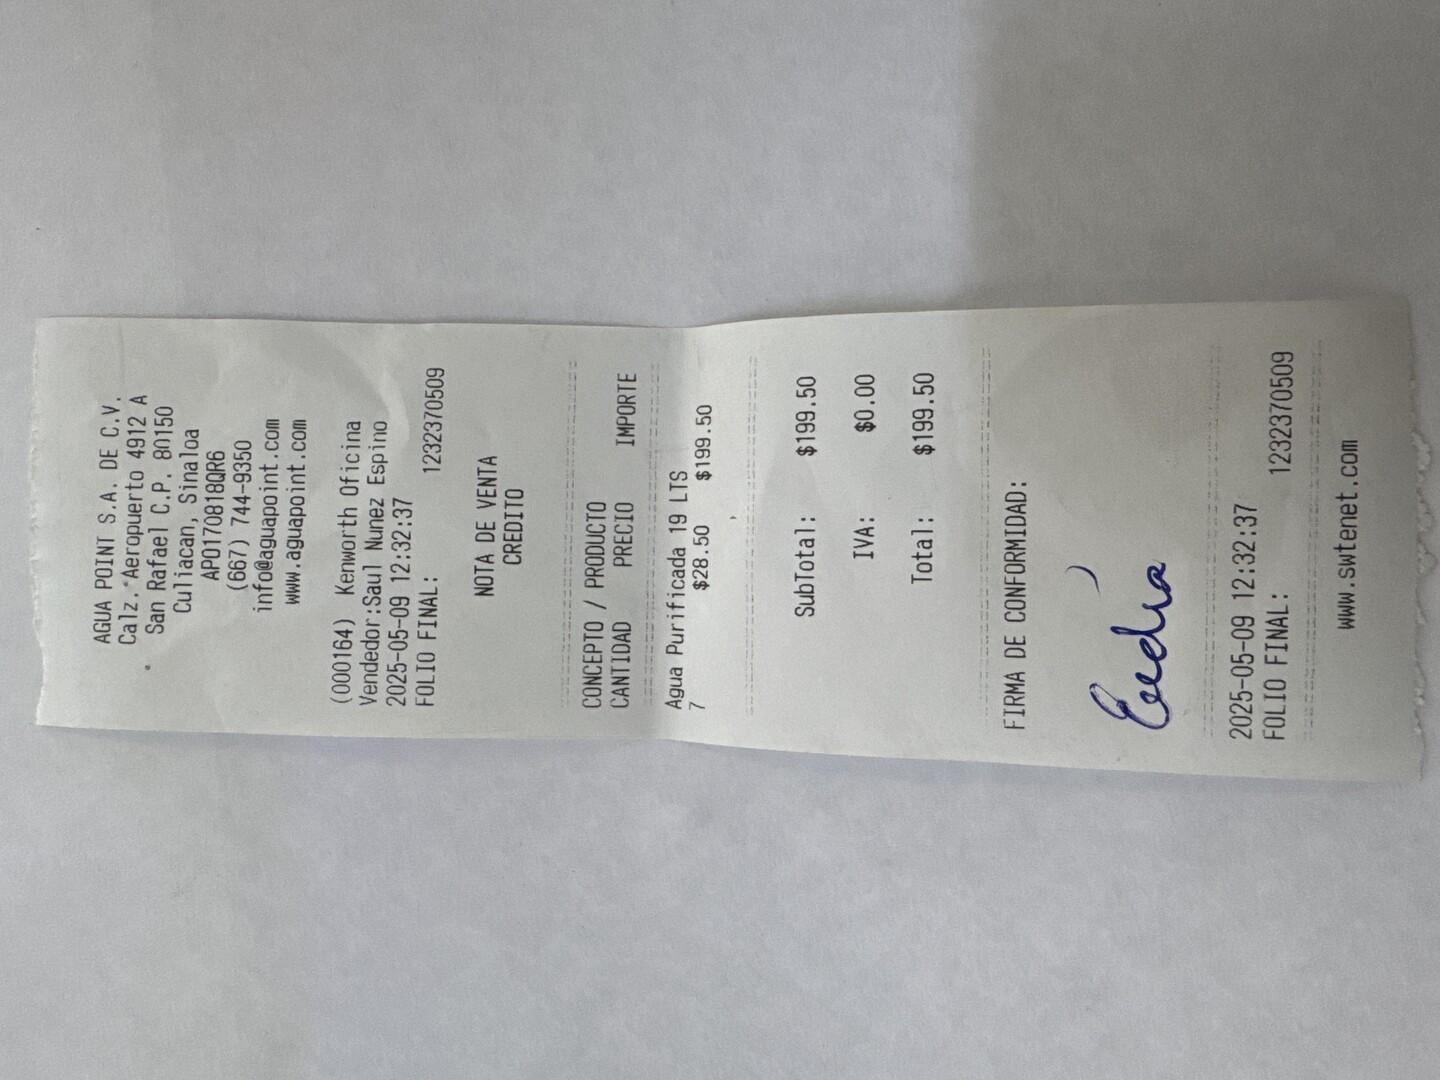 AGUA POINT S.A. DE C.V.
Calz. Aeropuerto 4912 A
San Rafael C.P. 80150
Culiacan, Sinaloa
APO170818QR6
(667) 744-9350
info@aguapoint.com
www.aguapoint.com
(000164) Kenworth Oficina
Vendedor:Saul Nunez Espino
2025-05-09 12:32:37
FOLIO FINAL: 1232370509
NOTA DE VENTA
CREDITO
CONCEPTO / PRODUCTO
CANTIDAD PRECIO IMPORTE
Agua Purificada 19 LTS
7 $28.50 $199.50
SubTotal: $199.50
IVA: $0.00
Total: $199.50
FIRMA DE CONFORMIDAD:
2025-05-09 12:32:37
FOLIO FINAL: 1232370509
www.swtenet.com